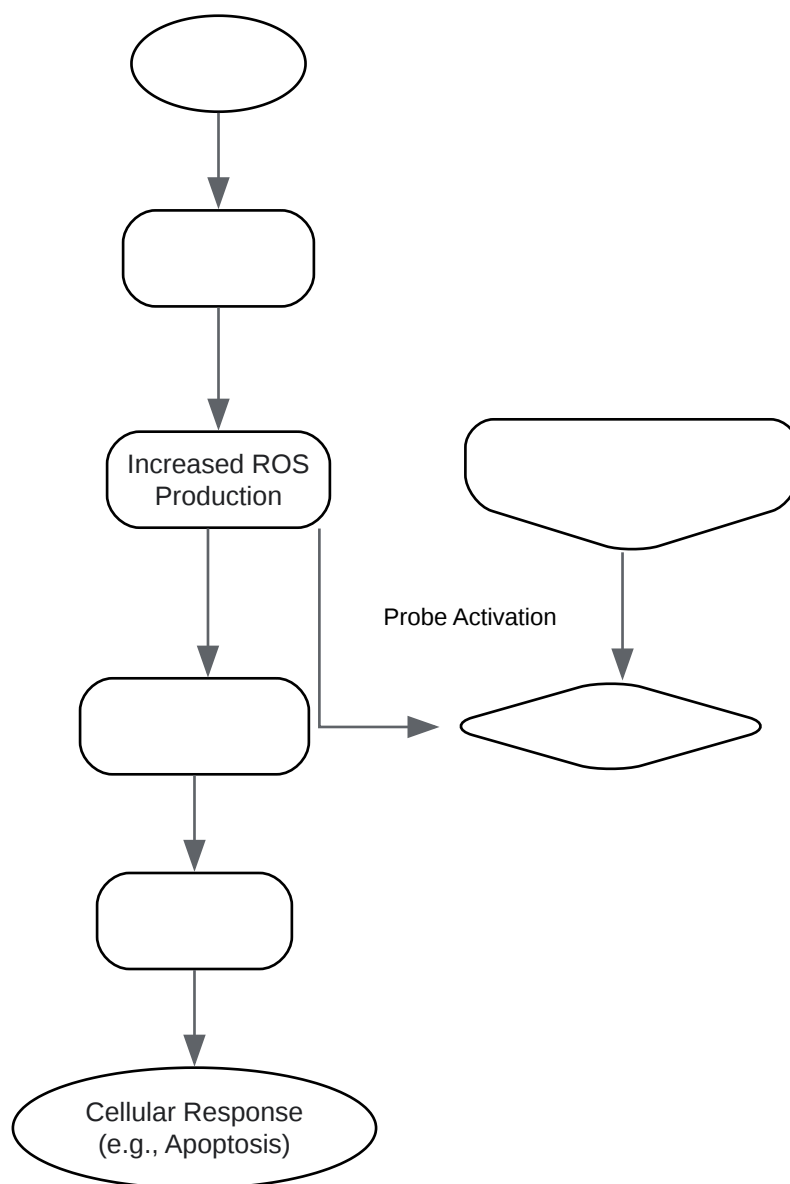 Increased ROS
Production
Probe Activation
Cellular Response
(e.g., Apoptosis)